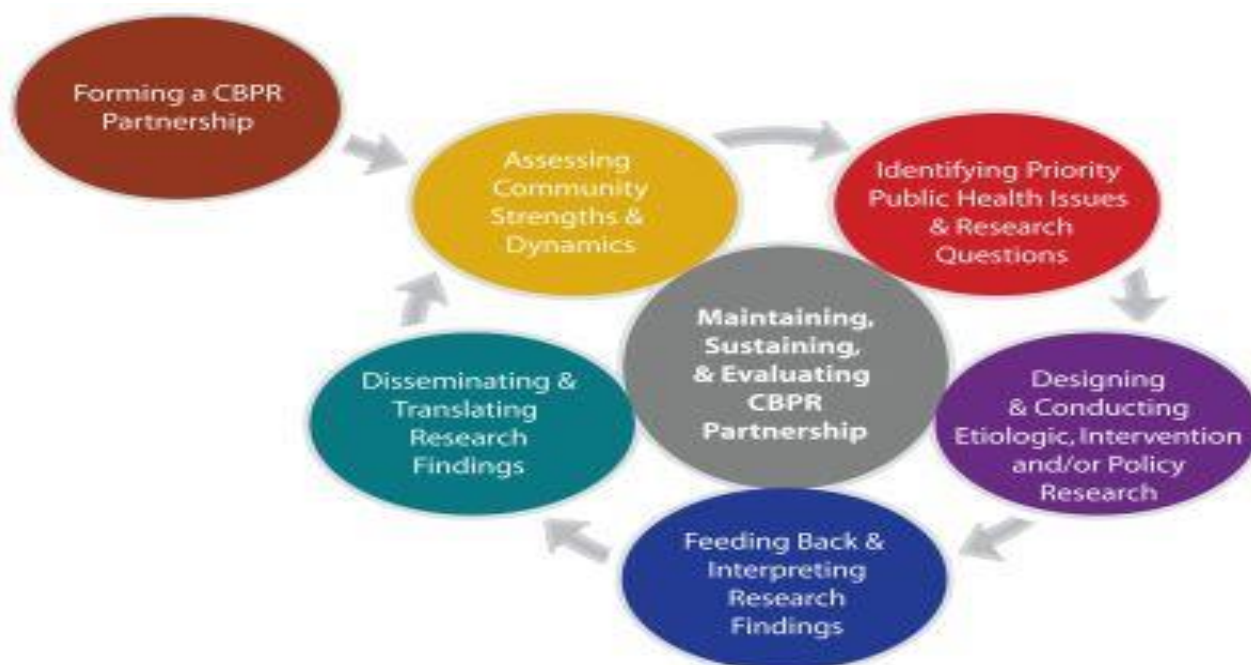 Forming a CBPR
Partnership
Assessing
Community
Strengths &
Dynamics
Identifying Priority
Public Health Issues
& Research
Questions
Maintaining,
Sustaining,
& Evaluating
CBPR
Partnership
Designing
& Conducting
Etiologic, Intervention
and/or Policy
Research
Feeding Back &
Interpreting
Research
Findings
Disseminating &
Translating
Research
Findings